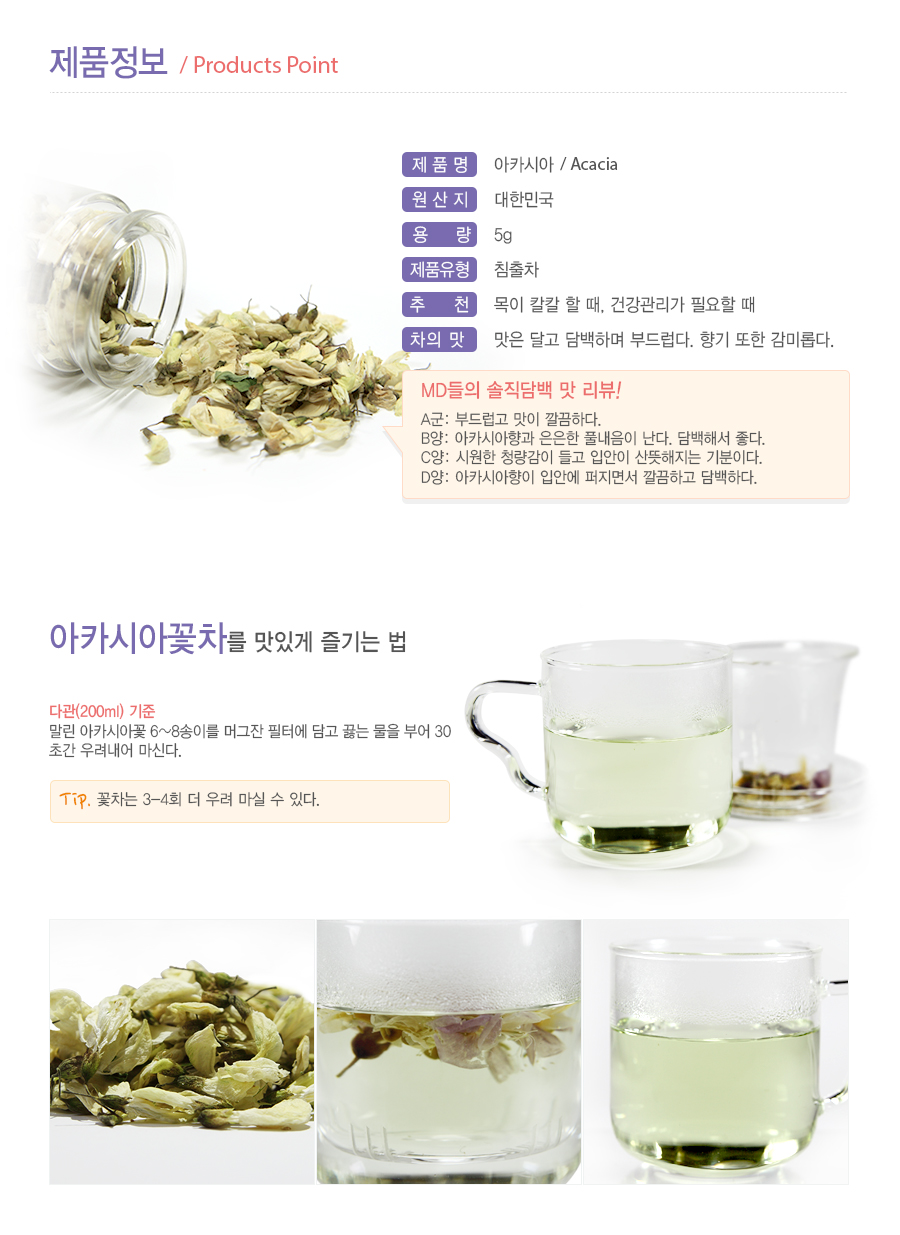 제품정보 / Products Point
제품명 아카시아 / Acacia
원산지 대한민국
용 량 5g
제품유형 침출차
추 천 목이 칼칼 할 때, 건강관리가 필요할 때
차의 맛 맛은 달고 담백하며 부드럽다. 향기 또한 감미롭다.
MD들의 솔직담백 맛 리뷰!
A군: 부드럽고 맛이 깔끔하다.
B양: 아카시아향과 은은한 풀내음이 난다. 담백해서 좋다.
C양: 시원한 청량감이 들고 입안이 산뜻해지는 기분이다.
D양: 아카시아향이 입안에 퍼지면서 깔끔하고 담백하다.
아카시아꽃차를 맛있게 즐기는 법
다관(200ml) 기준
말린 아카시아꽃 6~8송이를 머그잔 필터에 담고 끓는 물을 부어 30
초간 우려내어 마신다.
Tip. 꽃차는 3-4회 더 우려 마실 수 있다.